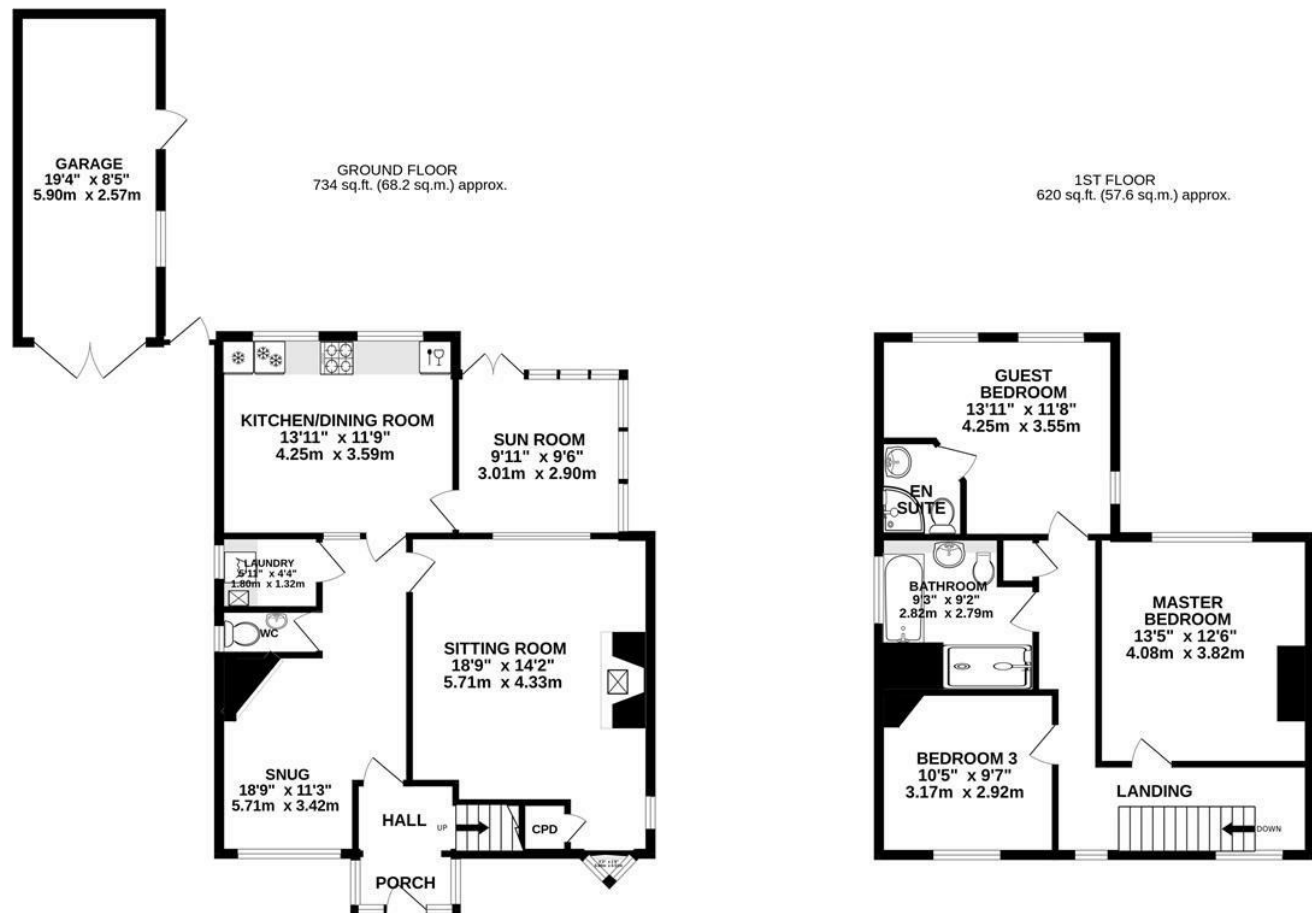 GARAGE
19'4" x 8'5"
5.90m x 2.57m
GROUND FLOOR
734 sq.ft. (68.2 sq.m.) approx.
KITCHEN/DINING ROOM
13'11" x 11'9"
4.25m x 3.59m
SUN ROOM
9'11" x 9'6"
3.01m x 2.90m
LAUNDRY
5'11" x 4'4"
1.80m x 1.32m
WC
SITTING ROOM
18'9" x 14'2"
5.71m x 4.33m
SNUG
18'9" x 11'3"
5.71m x 3.42m
HALL
UP
CPD
PORCH
1ST FLOOR
620 sq.ft. (57.6 sq.m.) approx.
GUEST
BEDROOM
13'11" x 11'8"
4.25m x 3.55m
EN
SUITE
BATHROOM
9'3" x 9'2"
2.82m x 2.79m
MASTER
BEDROOM
13'5" x 12'6"
4.08m x 3.82m
BEDROOM 3
10'5" x 9'7"
3.17m x 2.92m
LANDING
DOWN